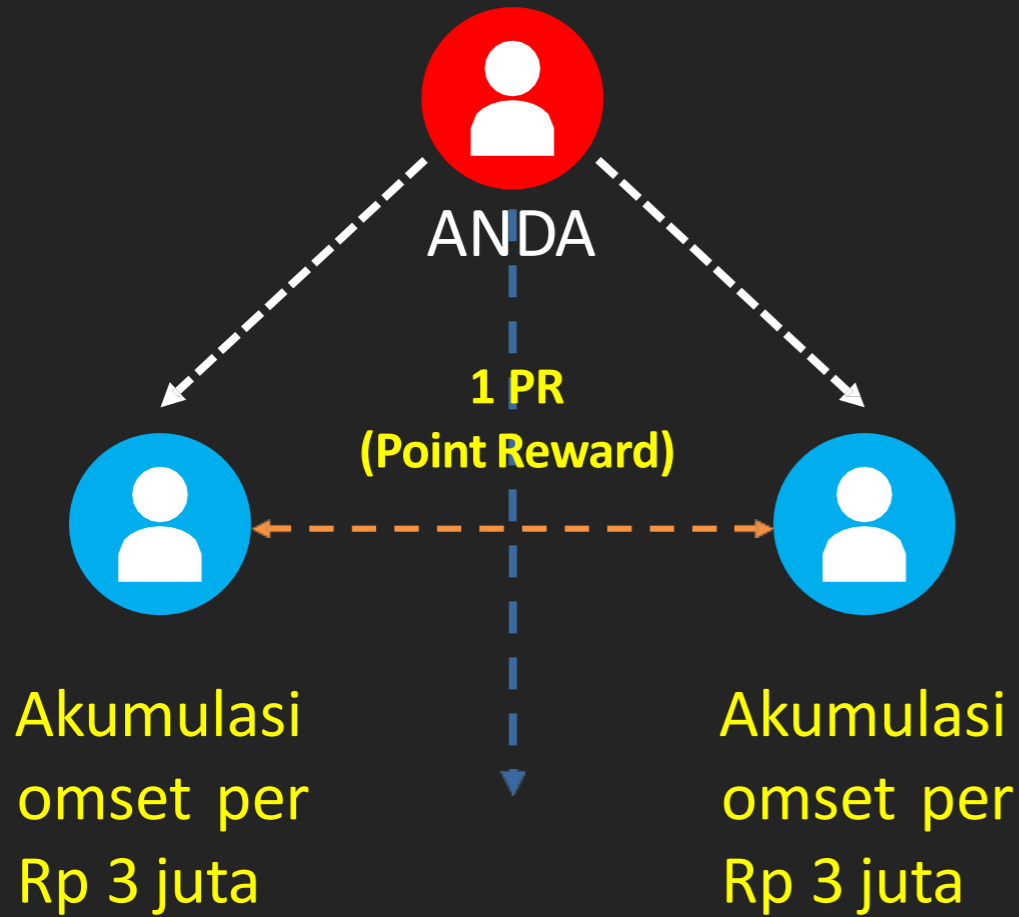 ANDA
1 PR
(Point Reward)
Akumulasi
omset per
Rp 3 juta
Akumulasi
omset per
Rp 3 juta